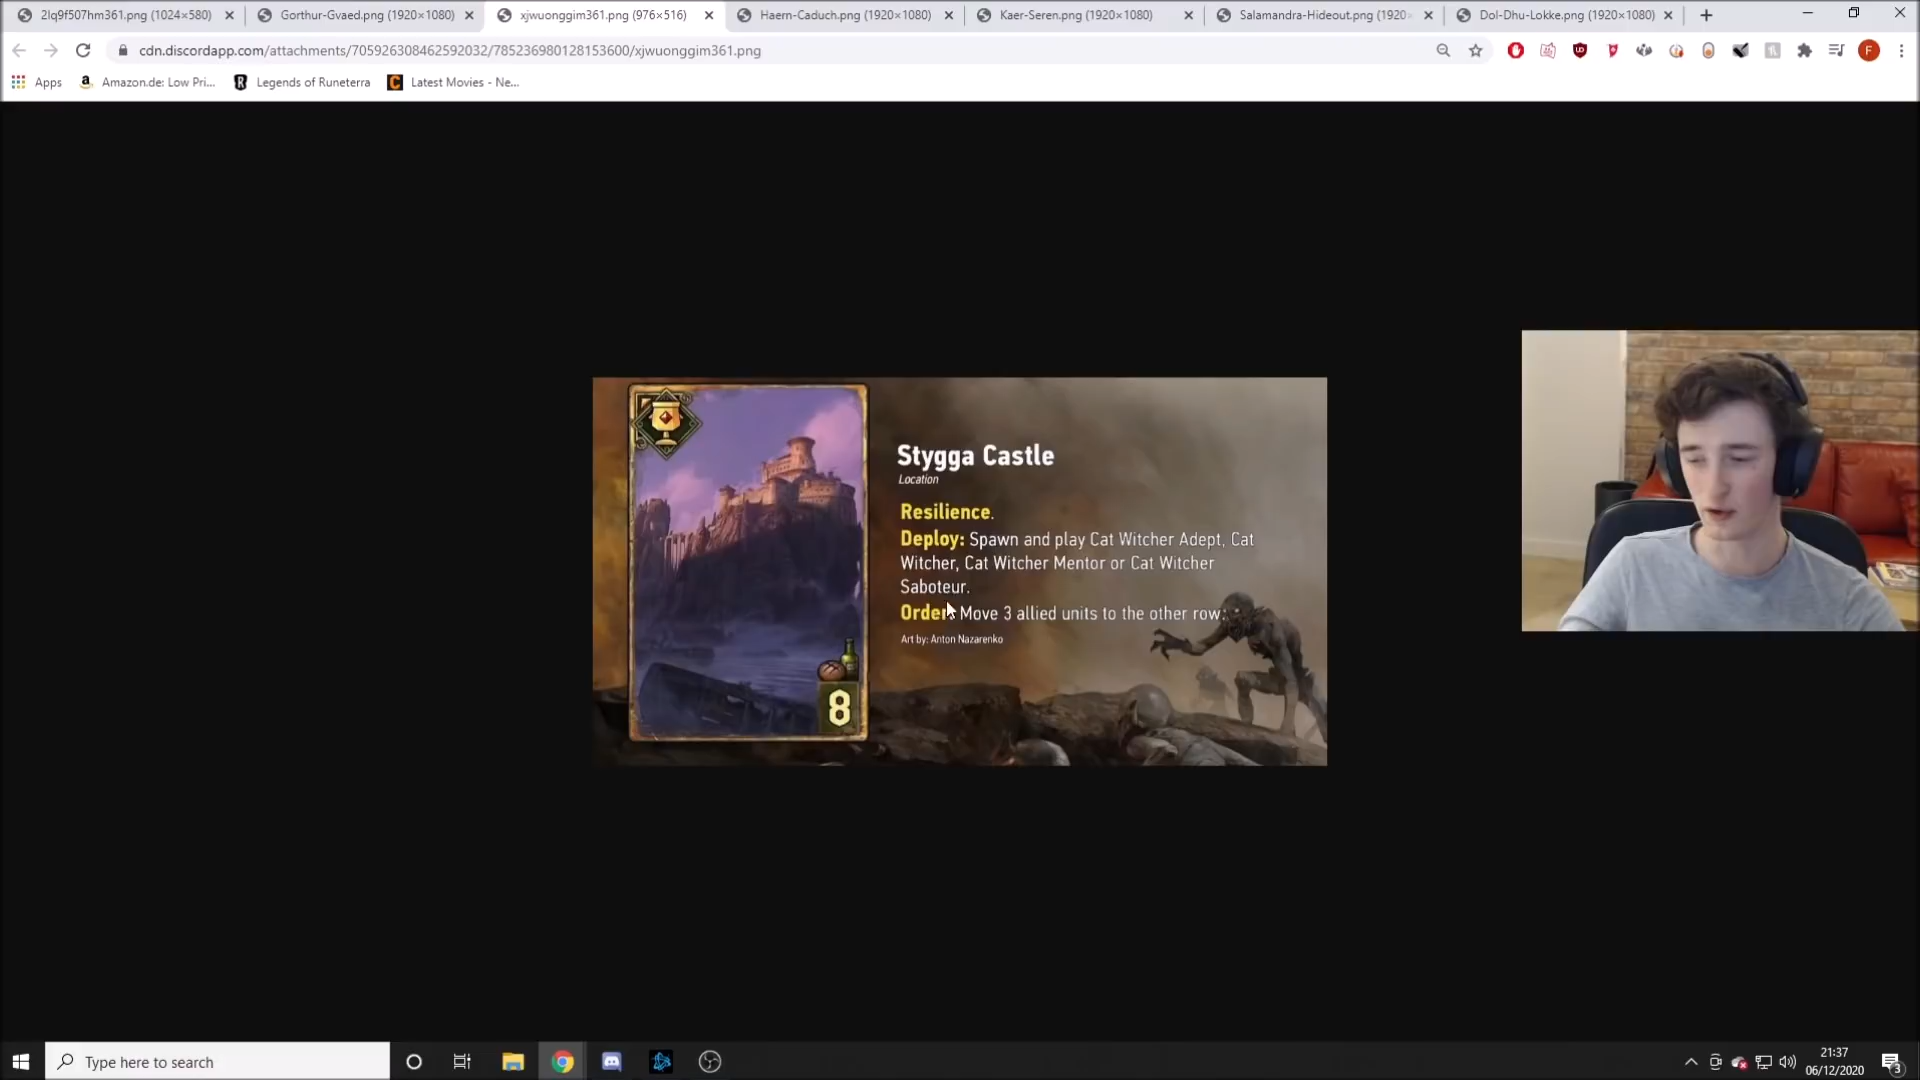 2lq9f507hm361.png (1024×580)
Gorthur-Gvaed.png (1920×1080)
xjwuonggim361.png (976×516)
Haern-Caduch.png (1920×1080)
Kaer-Seren.png (1920×1080)
Salamandra-Hideout.png (1920×
Dol-Dhu-Lokke.png (1920×1080)
cdn.discordapp.com/attachments/705926308462592032/785236980128153600/xjwuonggim361.png
F
Apps
Amazon.de: Low Pri...
Legends of Runeterra
Latest Movies - Ne...
Stygga Castle
Location
Resilience.
Deploy: Spawn and play Cat Witcher Adept, Cat
Witcher, Cat Witcher Mentor or Cat Witcher
Saboteur.
Order: Move 3 allied units to the other row.
Art by: Anton Nazarenko
8
Type here to search
21:37
06/12/2020
3